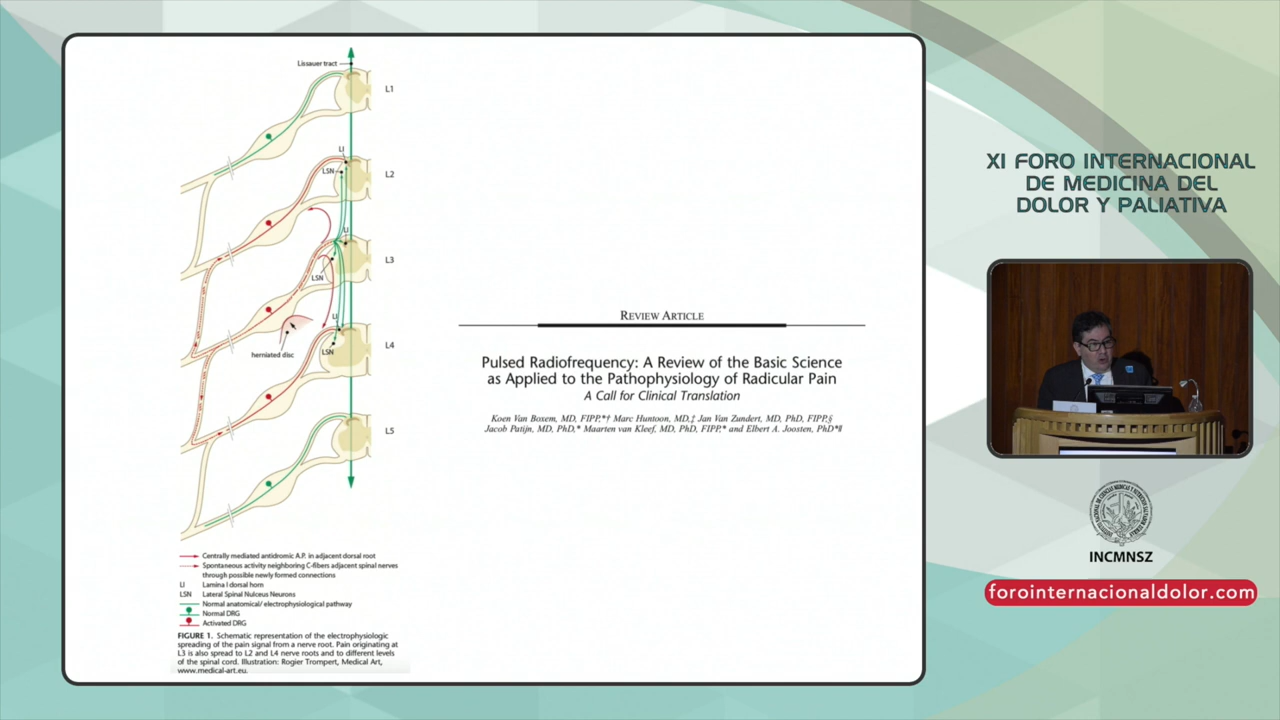 Lissauer tract
L1
LI
LSN
L2
LI
L3
LSN
LI
LSN
L4
herniated disc
L5
Centrally mediated antidromic A.P. in adjacent dorsal root
Spontaneous activity neighboring C-fibers adjacent spinal nerves
through possible newly formed connections
LI Lamina I dorsal horn
LSN Lateral Spinal Nulceus Neurons
Normal anatomical/ electrophysiological pathway
Normal DRG
Activated DRG
FIGURE 1. Schematic representation of the electrophysiologic
spreading of the pain signal from a nerve root. Pain originating at
L3 is also spread to L2 and L4 nerve roots and to different levels
of the spinal cord. Illustration: Rogier Trompert, Medical Art,
www.medical-art.eu.
REVIEW ARTICLE
Pulsed Radiofrequency: A Review of the Basic Science
as Applied to the Pathophysiology of Radicular Pain
A Call for Clinical Translation
Koen Van Boxem, MD, FIPP,*† Marc Huntoon, MD,‡ Jan Van Zundert, MD, PhD, FIPP,§
Jacob Patijn, MD, PhD,* Maarten van Kleef, MD, PhD, FIPP,* and Elbert A. Joosten, PhD*∥
XI FORO INTERNACIONAL
DE MEDICINA DEL
DOLOR Y PALIATIVA
INCMNSZ
forointernacionaldolor.com